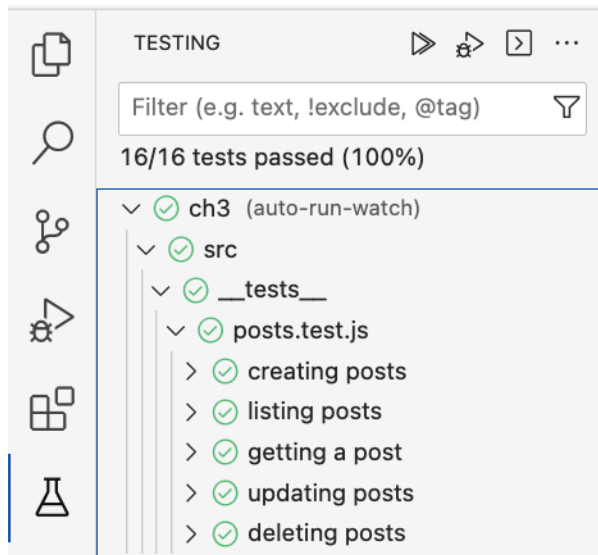 TESTING
Filter (e.g. text, !exclude, @tag)
16/16 tests passed (100%)
ch3 (auto-run-watch)
src
__tests__
posts.test.js
creating posts
listing posts
getting a post
updating posts
deleting posts